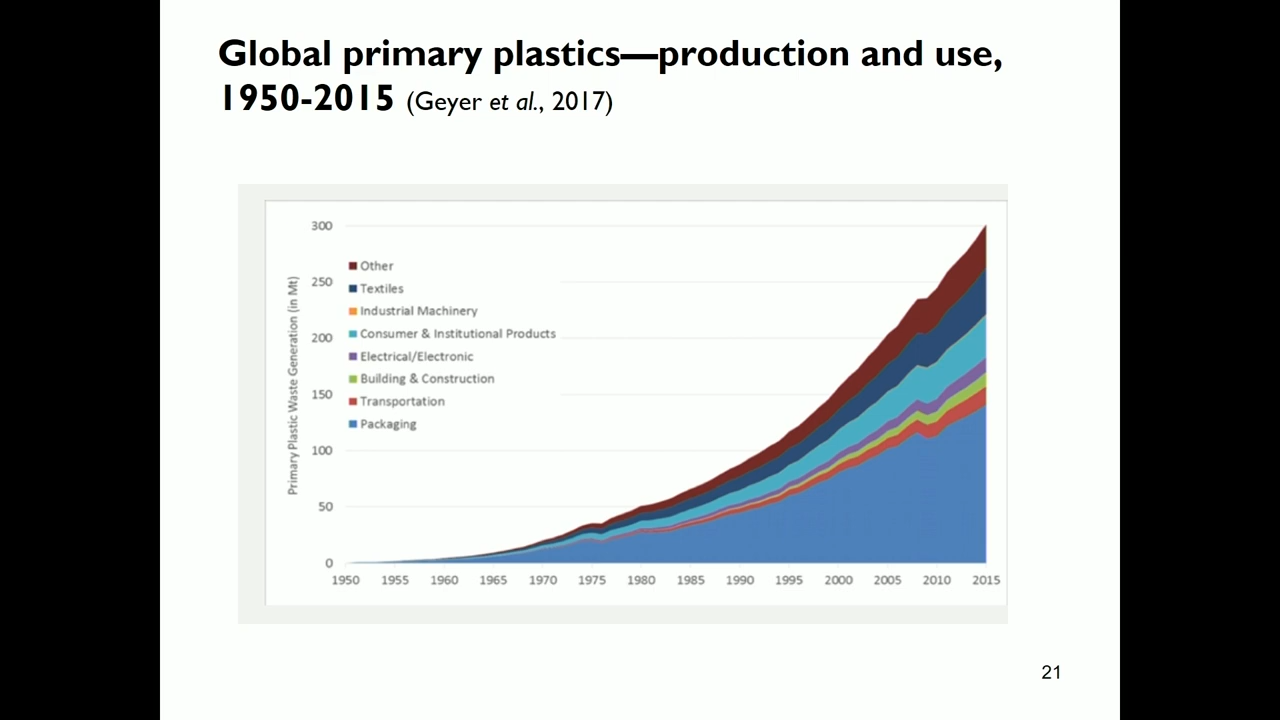 Global primary plastics—production and use,
1950-2015 (Geyer et al., 2017)
Primary Plastic Waste Generation (in Mt)
300
250
200
150
100
50
0
Other
Textiles
Industrial Machinery
Consumer & Institutional Products
Electrical/Electronic
Building & Construction
Transportation
Packaging
1950 1955 1960 1965 1970 1975 1980 1985 1990 1995 2000 2005 2010 2015
21